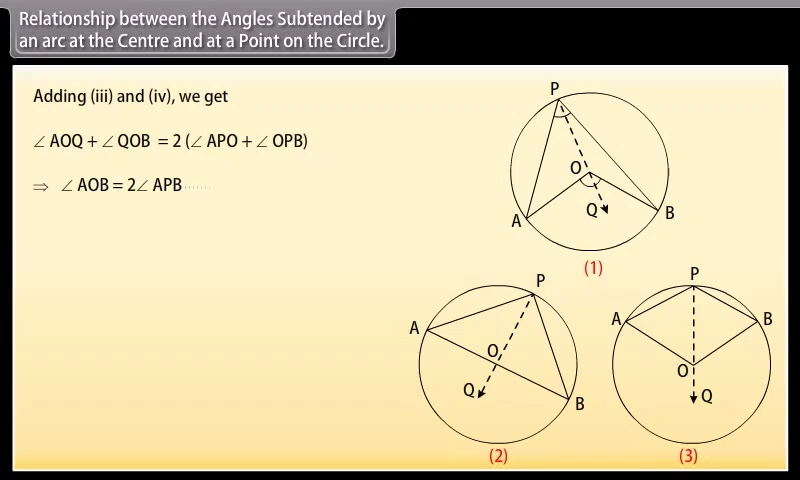 Relationship between the Angles Subtended by
an arc at the Centre and at a Point on the Circle.
Adding (iii) and (iv), we get
∠ AOQ + ∠ QOB = 2 (∠ APO + ∠ OPB)
⇒ ∠ AOB = 2∠ APB
P
O
Q
A
B
(1)
P
A
O
Q
B
(2)
P
A
B
O
Q
(3)